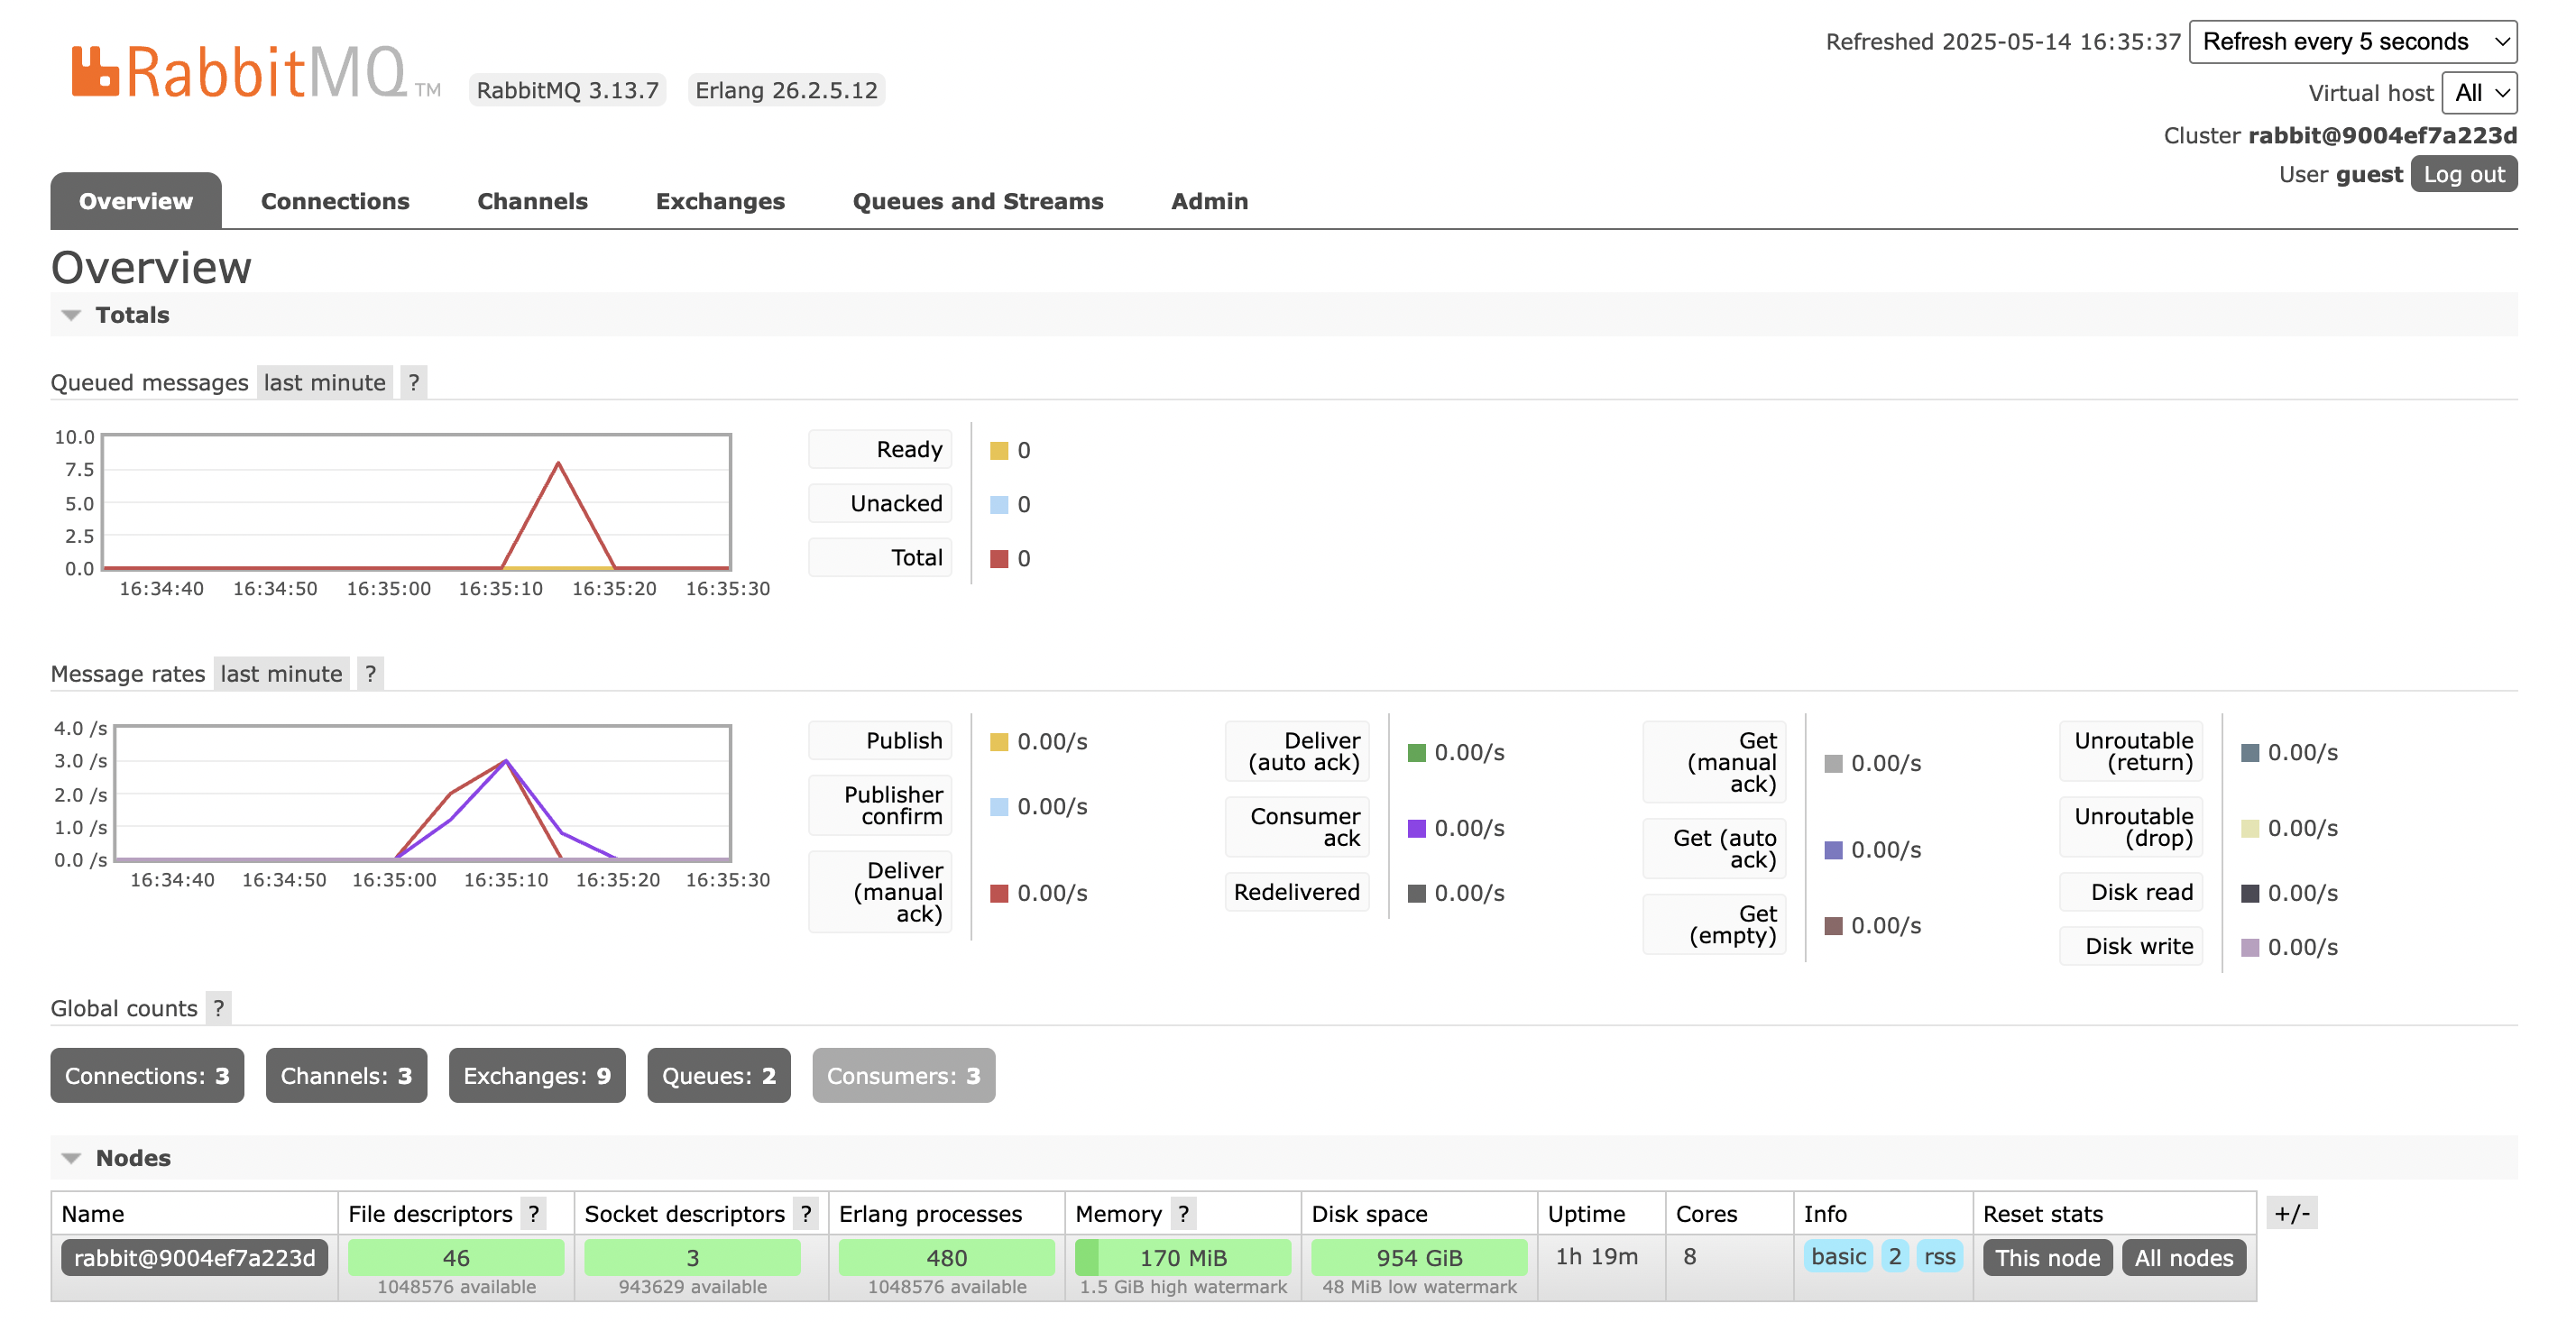 RabbitMQ TM RabbitMQ 3.13.7 Erlang 26.2.5.12
Refreshed 2025-05-14 16:35:37 Refresh every 5 seconds
Virtual host All
Cluster rabbit@9004ef7a223d
User guest Log out
Overview Connections Channels Exchanges Queues and Streams Admin
Overview
Totals
Queued messages last minute ?
10.0
7.5
5.0
2.5
0.0
16:34:40 16:34:50 16:35:00 16:35:10 16:35:20 16:35:30
Ready 0
Unacked 0
Total 0
Message rates last minute ?
4.0 /s
3.0 /s
2.0 /s
1.0 /s
0.0 /s
16:34:40 16:34:50 16:35:00 16:35:10 16:35:20 16:35:30
Publish 0.00/s
Publisher
confirm 0.00/s
Deliver
(manual
ack) 0.00/s
Deliver
(auto ack) 0.00/s
Consumer
ack 0.00/s
Redelivered 0.00/s
Get
(manual
ack) 0.00/s
Get (auto
ack) 0.00/s
Get
(empty) 0.00/s
Unroutable
(return) 0.00/s
Unroutable
(drop) 0.00/s
Disk read 0.00/s
Disk write 0.00/s
Global counts ?
Connections: 3 Channels: 3 Exchanges: 9 Queues: 2 Consumers: 3
Nodes
Name File descriptors ? Socket descriptors ? Erlang processes Memory ? Disk space Uptime Cores Info Reset stats +/-
rabbit@9004ef7a223d 46 3 480 170 MiB 954 GiB 1h 19m 8 basic 2 rss This node All nodes
1048576 available 943629 available 1048576 available 1.5 GiB high watermark 48 MiB low watermark